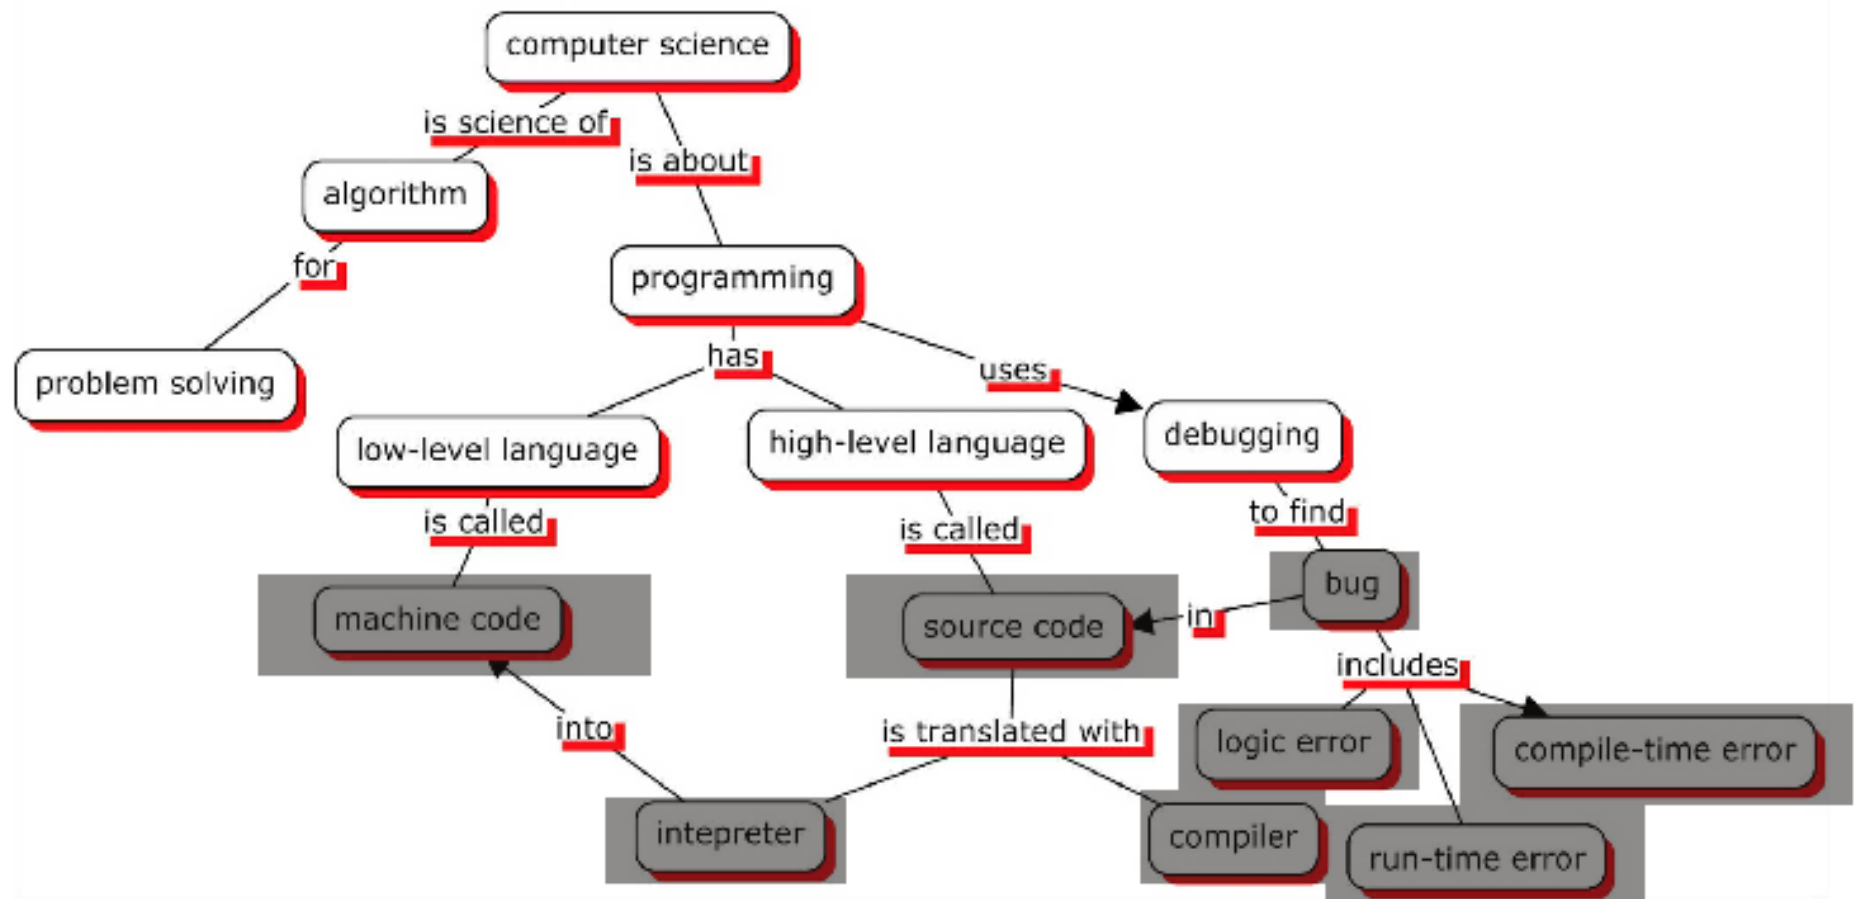 computer science
is science of
is about
algorithm
for
programming
problem solving
has
uses
low-level language
high-level language
debugging
is called
is called
to find
machine code
source code
in
bug
includes
into
is translated with
logic error
compile-time error
intepreter
compiler
run-time error